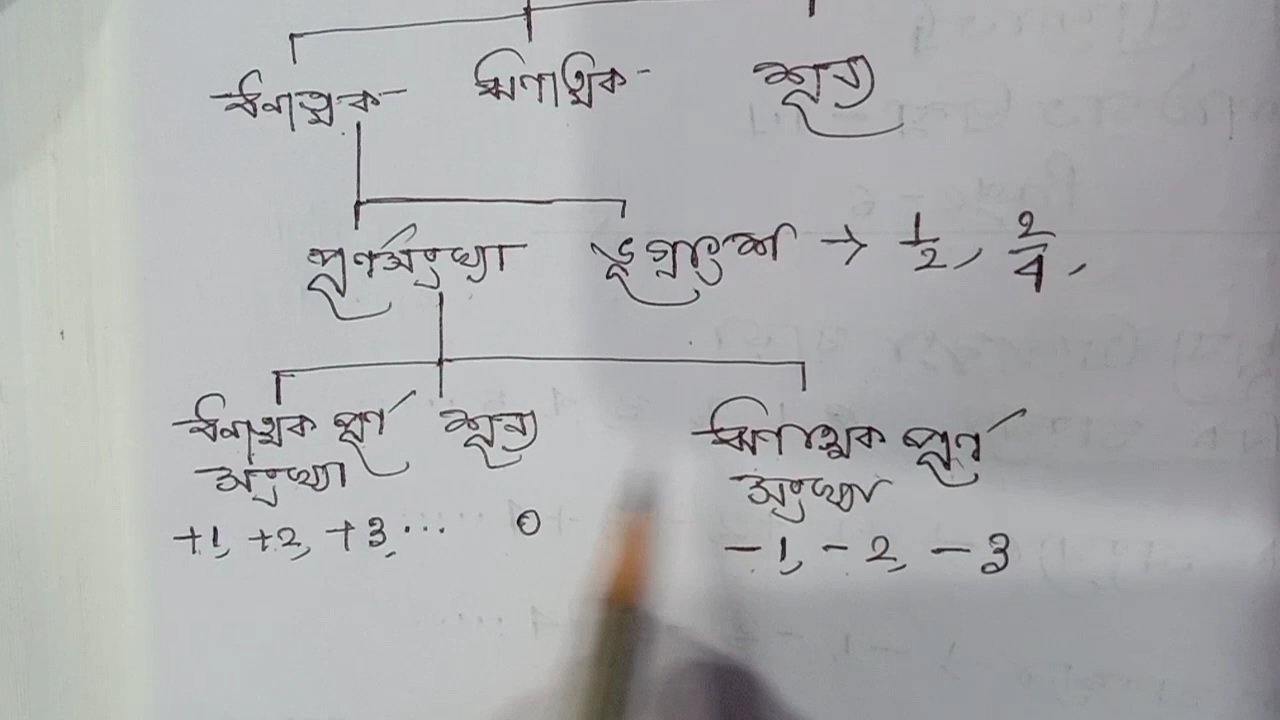 ধনাত্মক ঋণাত্মক শূন্য
পূর্ণসংখ্যা ভগ্নাংশ → 1/2, 2/4,
ধনাত্মক পূর্ণ শূন্য ঋণাত্মক পূর্ণ
সংখ্যা সংখ্যা
+1, +2, +3, ... 0 -1, -2, -3